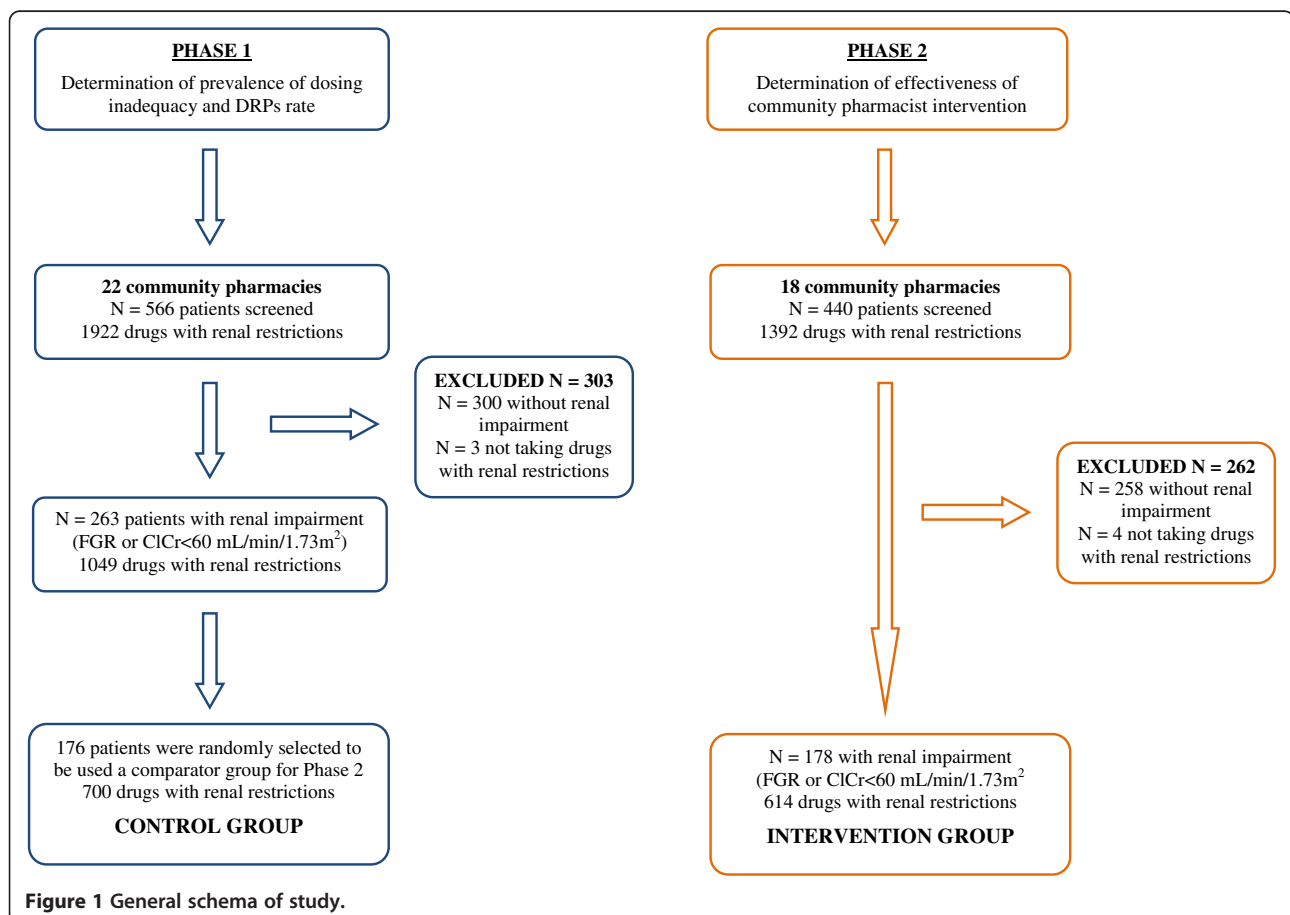 PHASE 1
Determination of prevalence of dosing
inadequacy and DRPs rate
22 community pharmacies
N = 566 patients screened
1922 drugs with renal restrictions
EXCLUDED N = 303
N = 300 without renal
impairment
N = 3 not taking drugs
with renal restrictions
N = 263 patients with renal impairment
(FGR or ClCr<60 mL/min/1.73m²)
1049 drugs with renal restrictions
176 patients were randomly selected to
be used a comparator group for Phase 2
700 drugs with renal restrictions
CONTROL GROUP
PHASE 2
Determination of effectiveness of
community pharmacist intervention
18 community pharmacies
N = 440 patients screened
1392 drugs with renal restrictions
EXCLUDED N = 262
N = 258 without renal
impairment
N = 4 not taking drugs
with renal restrictions
N = 178 with renal impairment
(FGR or ClCr<60 mL/min/1.73m²
614 drugs with renal restrictions
INTERVENTION GROUP
Figure 1 General schema of study.